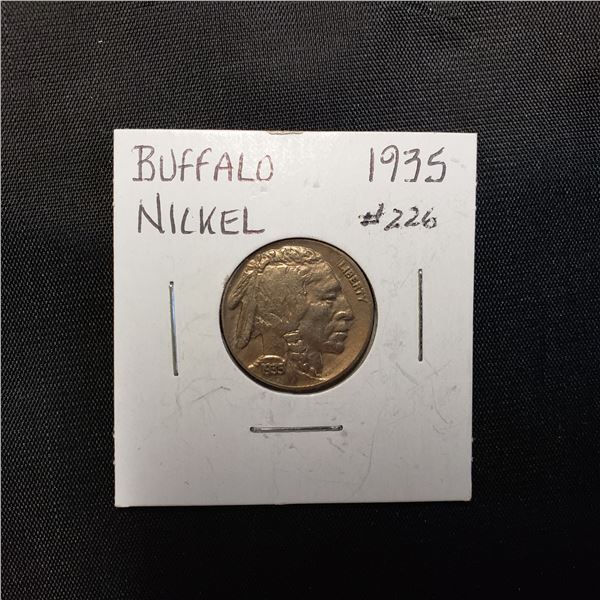 BUFFALO 1935
NICKEL #226
LIBERTY
1935